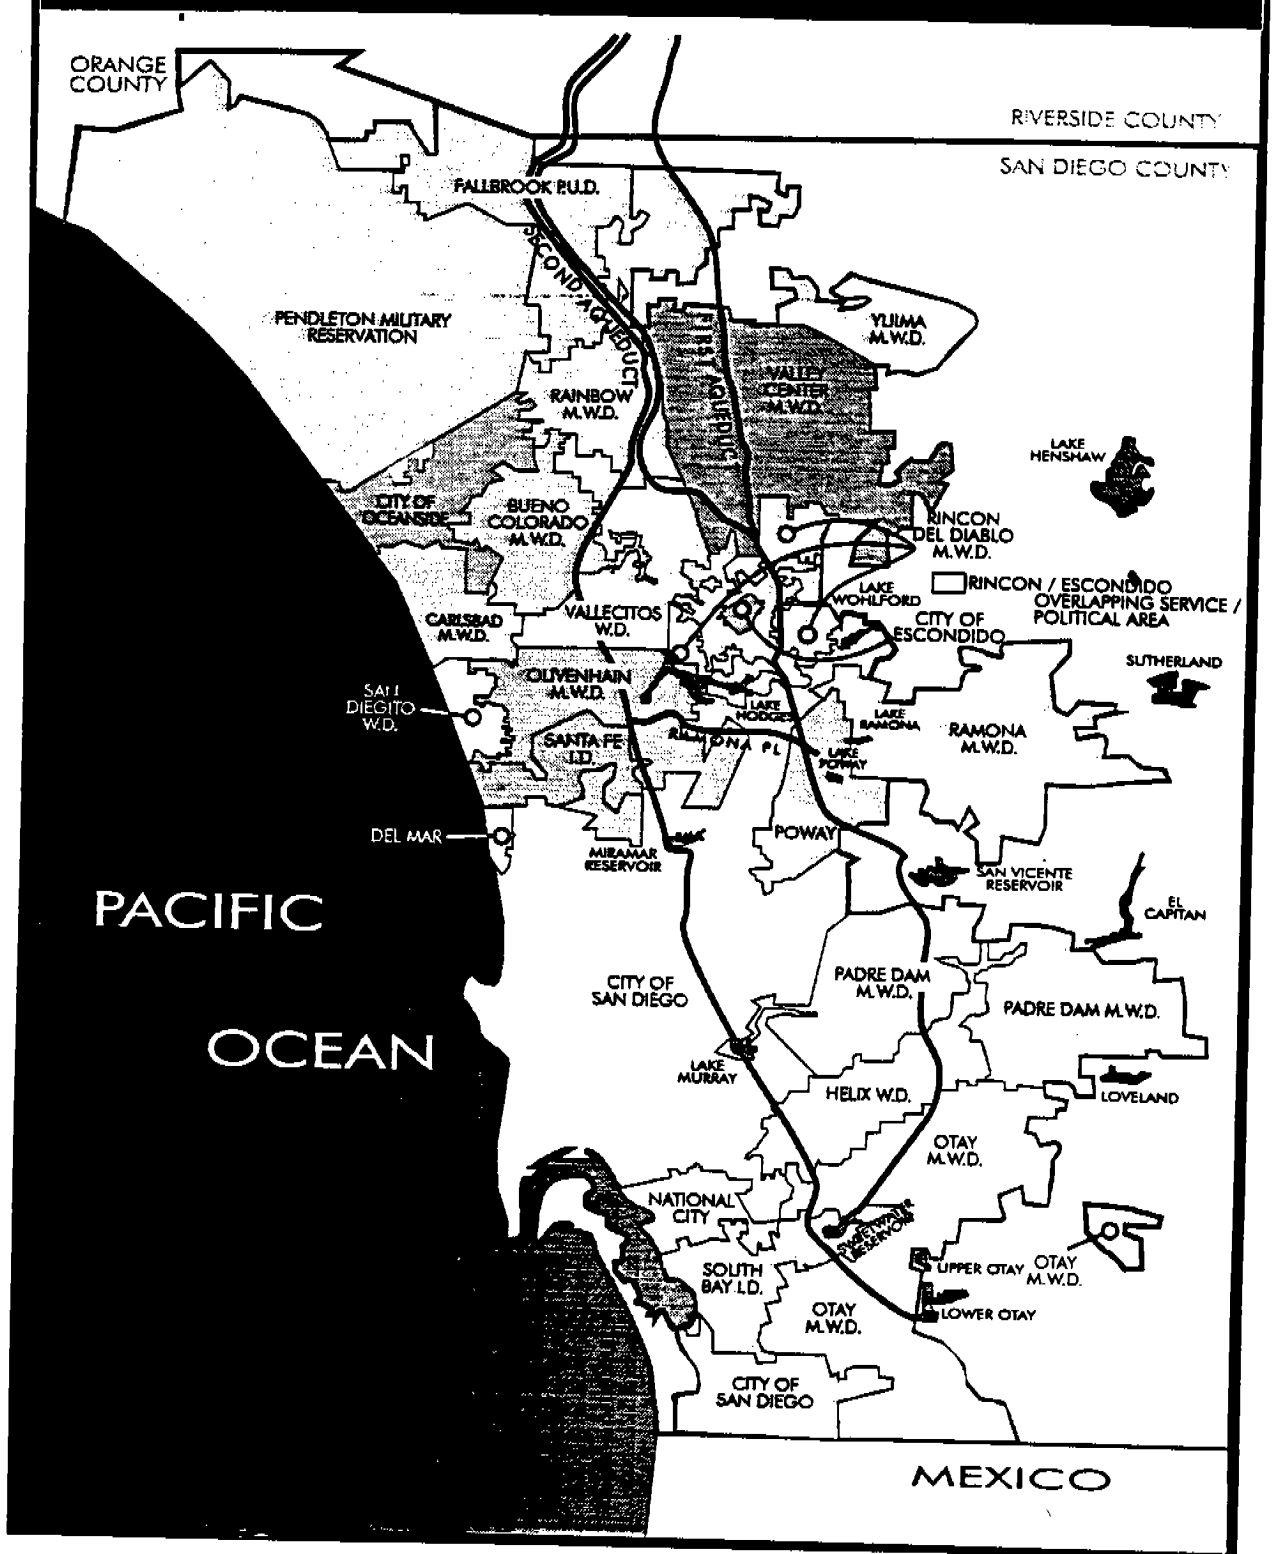 ORANGE
COUNTY
RIVERSIDE COUNTY
SAN DIEGO COUNTY
FALLBROOK P.U.D.
SECOND AQUEDUCT
PENDLETON MILITARY
RESERVATION
YUIMA
M.W.D.
FIRST AQUEDUCT
VALLEY
CENTER
M.W.D.
RAINBOW
M.W.D.
LAKE
HENSHAW
CITY OF
OCEANSIDE
BUENO
COLORADO
M.W.D.
RINCON
DEL DIABLO
M.W.D.
RINCON / ESCONDIDO
OVERLAPPING SERVICE /
POLITICAL AREA
LAKE
WOHLFORD
VALLECITOS
W.D.
CARLSBAD
M.W.D.
CITY OF
ESCONDIDO
SUTHERLAND
OLIVENHAIN
M.W.D.
SAN
DIEGITO
W.D.
LAKE
HODGES
LAKE
RAMONA
RAMONA
M.W.D.
SANTA FE
I.D.
RAMONA PL
LAKE
POWAY
DEL MAR
MIRAMAR
RESERVOIR
POWAY
SAN VICENTE
RESERVOIR
EL
CAPITAN
PACIFIC
OCEAN
CITY OF
SAN DIEGO
PADRE DAM
M.W.D.
PADRE DAM M.W.D.
LAKE
MURRAY
HELIX W.D.
LOVELAND
OTAY
M.W.D.
NATIONAL
CITY
SWEETWATER
RESERVOIR
SOUTH
BAY I.D.
UPPER OTAY
OTAY
M.W.D.
LOWER OTAY
OTAY
M.W.D.
CITY OF
SAN DIEGO
MEXICO